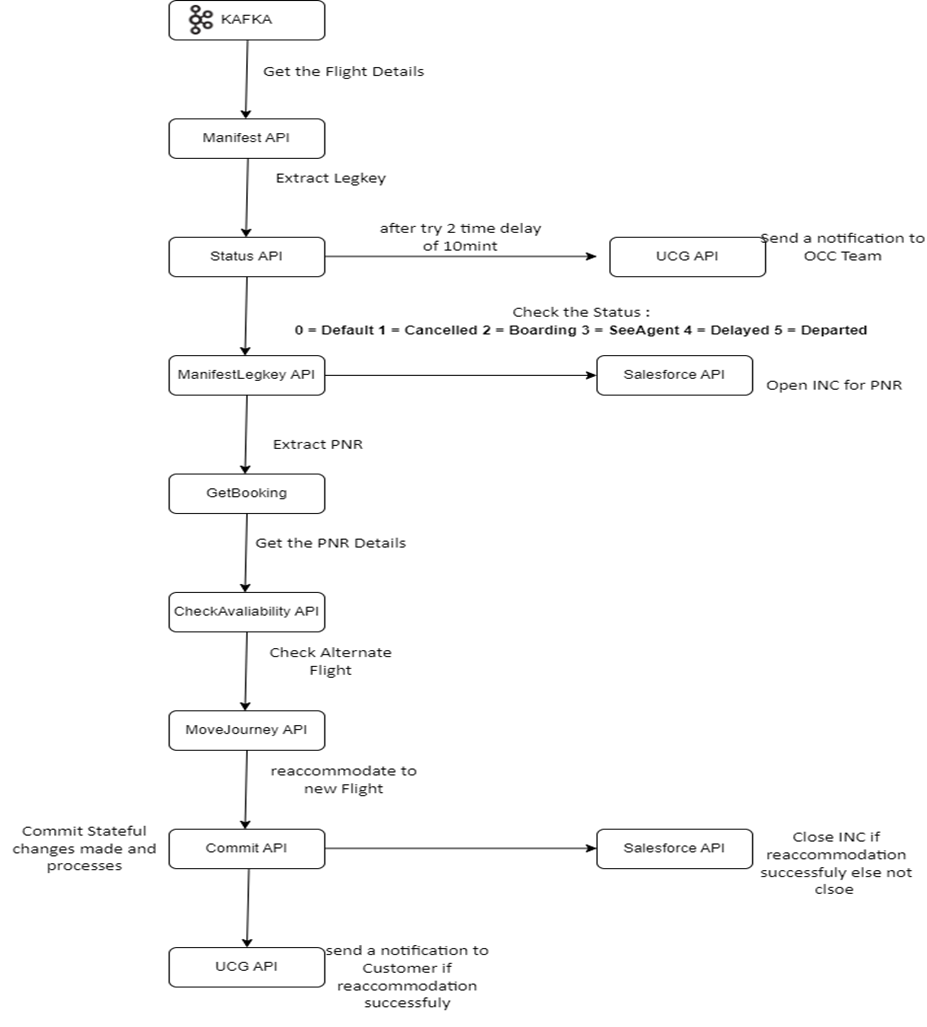 KAFKA
Get the Flight Details
Manifest API
Extract Legkey
Status API
after try 2 time delay
of 10mint
UCG API
Send a notification to
OCC Team
Check the Status :
0 = Default 1 = Cancelled 2 = Boarding 3 = SeeAgent 4 = Delayed 5 = Departed
ManifestLegkey API
Salesforce API
Open INC for PNR
Extract PNR
GetBooking
Get the PNR Details
CheckAvaliability API
Check Alternate
Flight
MoveJourney API
reaccommodate to
new Flight
Commit Stateful
changes made and
processes
Commit API
Salesforce API
Close INC if
reaccommodation
successfuly else not
clsoe
UCG API
send a notification to
Customer if
reaccommodation
successfuly